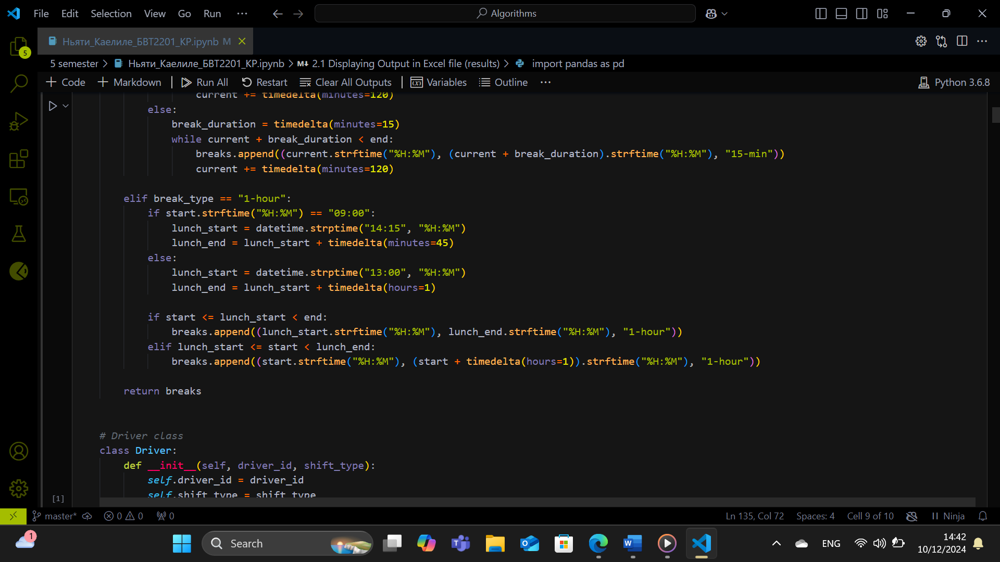 File Edit Selection View Go Run ··· Algorithms
5
Ньяти_Каелиле_БВТ2201_КР.ipynb M
5 semester > Ньяти_Каелиле_БВТ2201_КР.ipynb > M↓ 2.1 Displaying Output in Excel file (results) > import pandas as pd
+ Code + Markdown | Run All Restart Clear All Outputs | Variables Outline ··· Python 3.6.8
current += timedelta(minutes=120)
else:
break_duration = timedelta(minutes=15)
while current + break_duration < end:
breaks.append((current.strftime("%H:%M"), (current + break_duration).strftime("%H:%M"), "15-min"))
current += timedelta(minutes=120)
elif break_type == "1-hour":
if start.strftime("%H:%M") == "09:00":
lunch_start = datetime.strptime("14:15", "%H:%M")
lunch_end = lunch_start + timedelta(minutes=45)
else:
lunch_start = datetime.strptime("13:00", "%H:%M")
lunch_end = lunch_start + timedelta(hours=1)
if start <= lunch_start < end:
breaks.append((lunch_start.strftime("%H:%M"), lunch_end.strftime("%H:%M"), "1-hour"))
elif lunch_start <= start < lunch_end:
breaks.append((start.strftime("%H:%M"), (start + timedelta(hours=1)).strftime("%H:%M"), "1-hour"))
return breaks
# Driver class
class Driver:
def __init__(self, driver_id, shift_type):
self.driver_id = driver_id
self.shift_type = shift_type
[1]
master* 0 0 0 Ln 135, Col 72 Spaces: 4 Cell 9 of 10 Ninja
1 Search ENG 14:42
10/12/2024